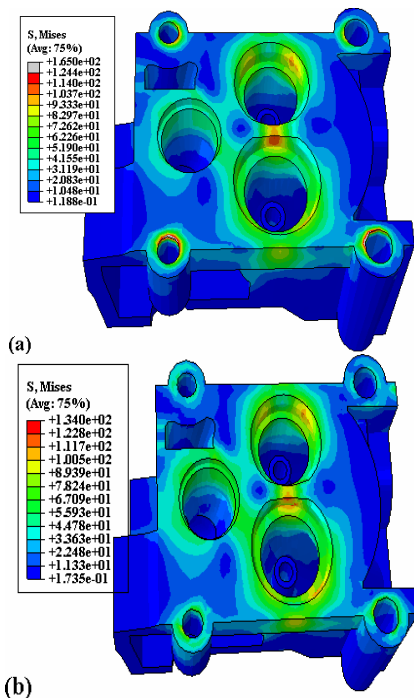 S, Mises
(Avg: 75%)
+1.650e+02
+1.244e+02
+1.140e+02
+1.037e+02
+9.333e+01
+8.297e+01
+7.262e+01
+6.226e+01
+5.190e+01
+4.155e+01
+3.119e+01
+2.083e+01
+1.048e+01
+1.188e-01
(a)
S, Mises
(Avg: 75%)
+1.340e+02
+1.228e+02
+1.117e+02
+1.005e+02
+8.939e+01
+7.824e+01
+6.709e+01
+5.593e+01
+4.478e+01
+3.363e+01
+2.248e+01
+1.133e+01
+1.735e-01
(b)